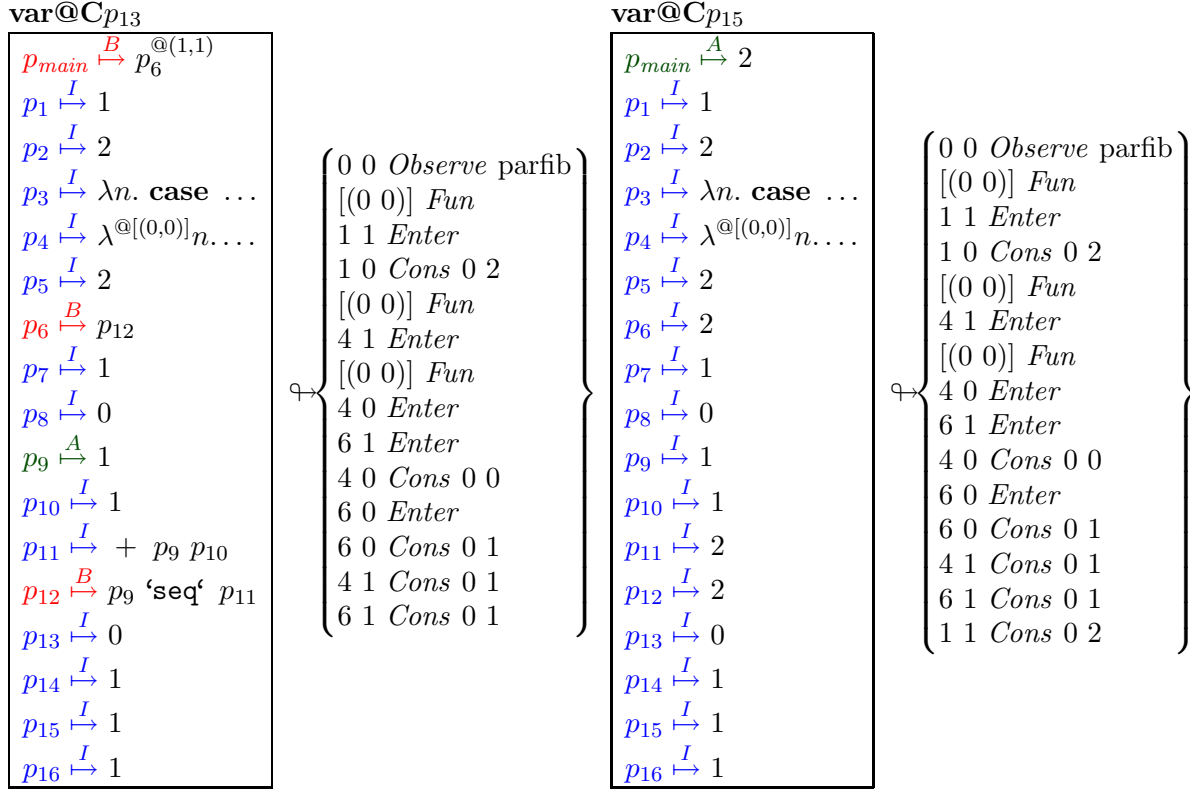 var@Cp₁₃
p_main ↦^B p₆^@(1,1)
p₁ ↦^I 1
p₂ ↦^I 2
p₃ ↦^I λn. case ...
p₄ ↦^I λ^@[(0,0)]n....
p₅ ↦^I 2
p₆ ↦^B p₁₂
p₇ ↦^I 1
p₈ ↦^I 0
p₉ ↦^A 1
p₁₀ ↦^I 1
p₁₁ ↦^I + p₉ p₁₀
p₁₂ ↦^B p₉ ‘seq‘ p₁₁
p₁₃ ↦^I 0
p₁₄ ↦^I 1
p₁₅ ↦^I 1
p₁₆ ↦^I 1
↬
0 0 Observe parfib
[(0 0)] Fun
1 1 Enter
1 0 Cons 0 2
[(0 0)] Fun
4 1 Enter
[(0 0)] Fun
4 0 Enter
6 1 Enter
4 0 Cons 0 0
6 0 Enter
6 0 Cons 0 1
4 1 Cons 0 1
6 1 Cons 0 1
var@Cp₁₅
p_main ↦^A 2
p₁ ↦^I 1
p₂ ↦^I 2
p₃ ↦^I λn. case ...
p₄ ↦^I λ^@[(0,0)]n....
p₅ ↦^I 2
p₆ ↦^I 2
p₇ ↦^I 1
p₈ ↦^I 0
p₉ ↦^I 1
p₁₀ ↦^I 1
p₁₁ ↦^I 2
p₁₂ ↦^I 2
p₁₃ ↦^I 0
p₁₄ ↦^I 1
p₁₅ ↦^I 1
p₁₆ ↦^I 1
↬
0 0 Observe parfib
[(0 0)] Fun
1 1 Enter
1 0 Cons 0 2
[(0 0)] Fun
4 1 Enter
[(0 0)] Fun
4 0 Enter
6 1 Enter
4 0 Cons 0 0
6 0 Enter
6 0 Cons 0 1
4 1 Cons 0 1
6 1 Cons 0 1
1 1 Cons 0 2